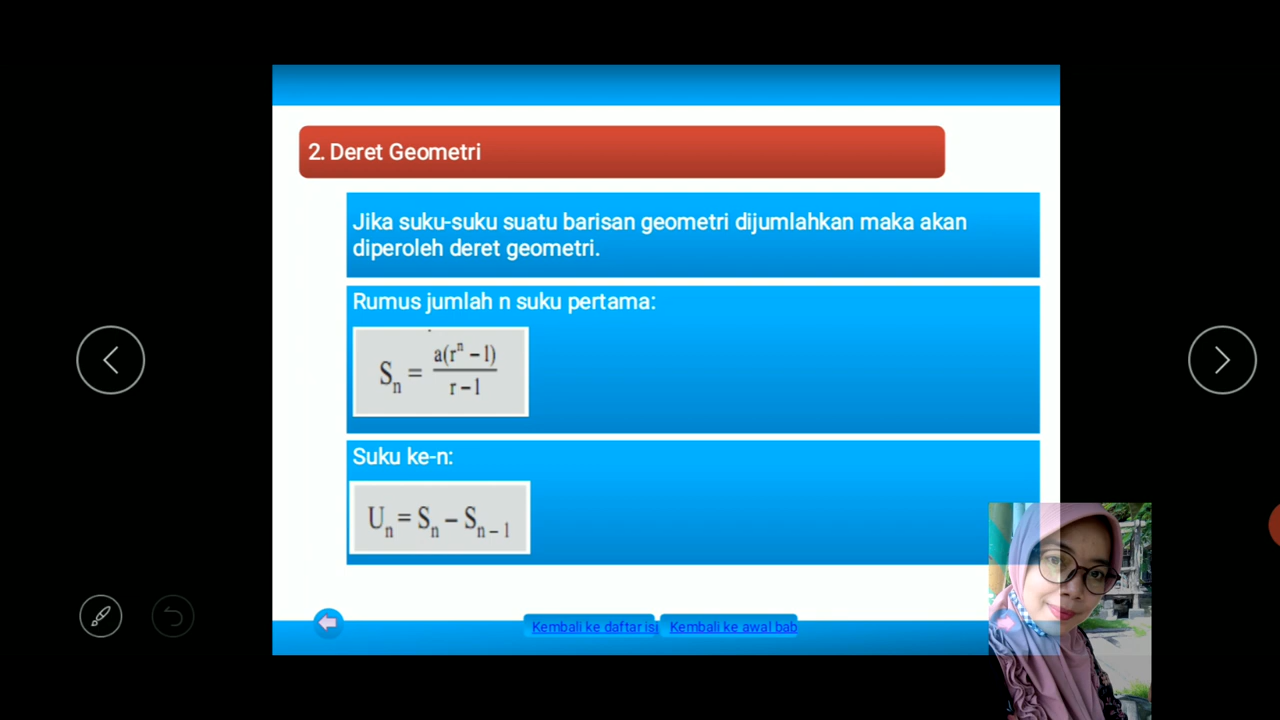 2. Deret Geometri
Jika suku-suku suatu barisan geometri dijumlahkan maka akan
diperoleh deret geometri.
Rumus jumlah n suku pertama:
Sₙ = a(rⁿ – 1) / r – 1
Suku ke-n:
Uₙ = Sₙ – Sₙ₋₁
Kembali ke daftar isi Kembali ke awal bab